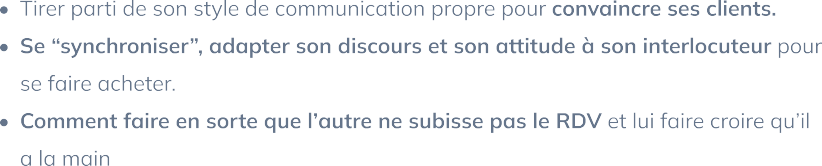 • Tirer parti de son style de communication propre pour convaincre ses clients.
• Se “synchroniser”, adapter son discours et son attitude à son interlocuteur pour
se faire acheter.
• Comment faire en sorte que l’autre ne subisse pas le RDV et lui faire croire qu’il
a la main